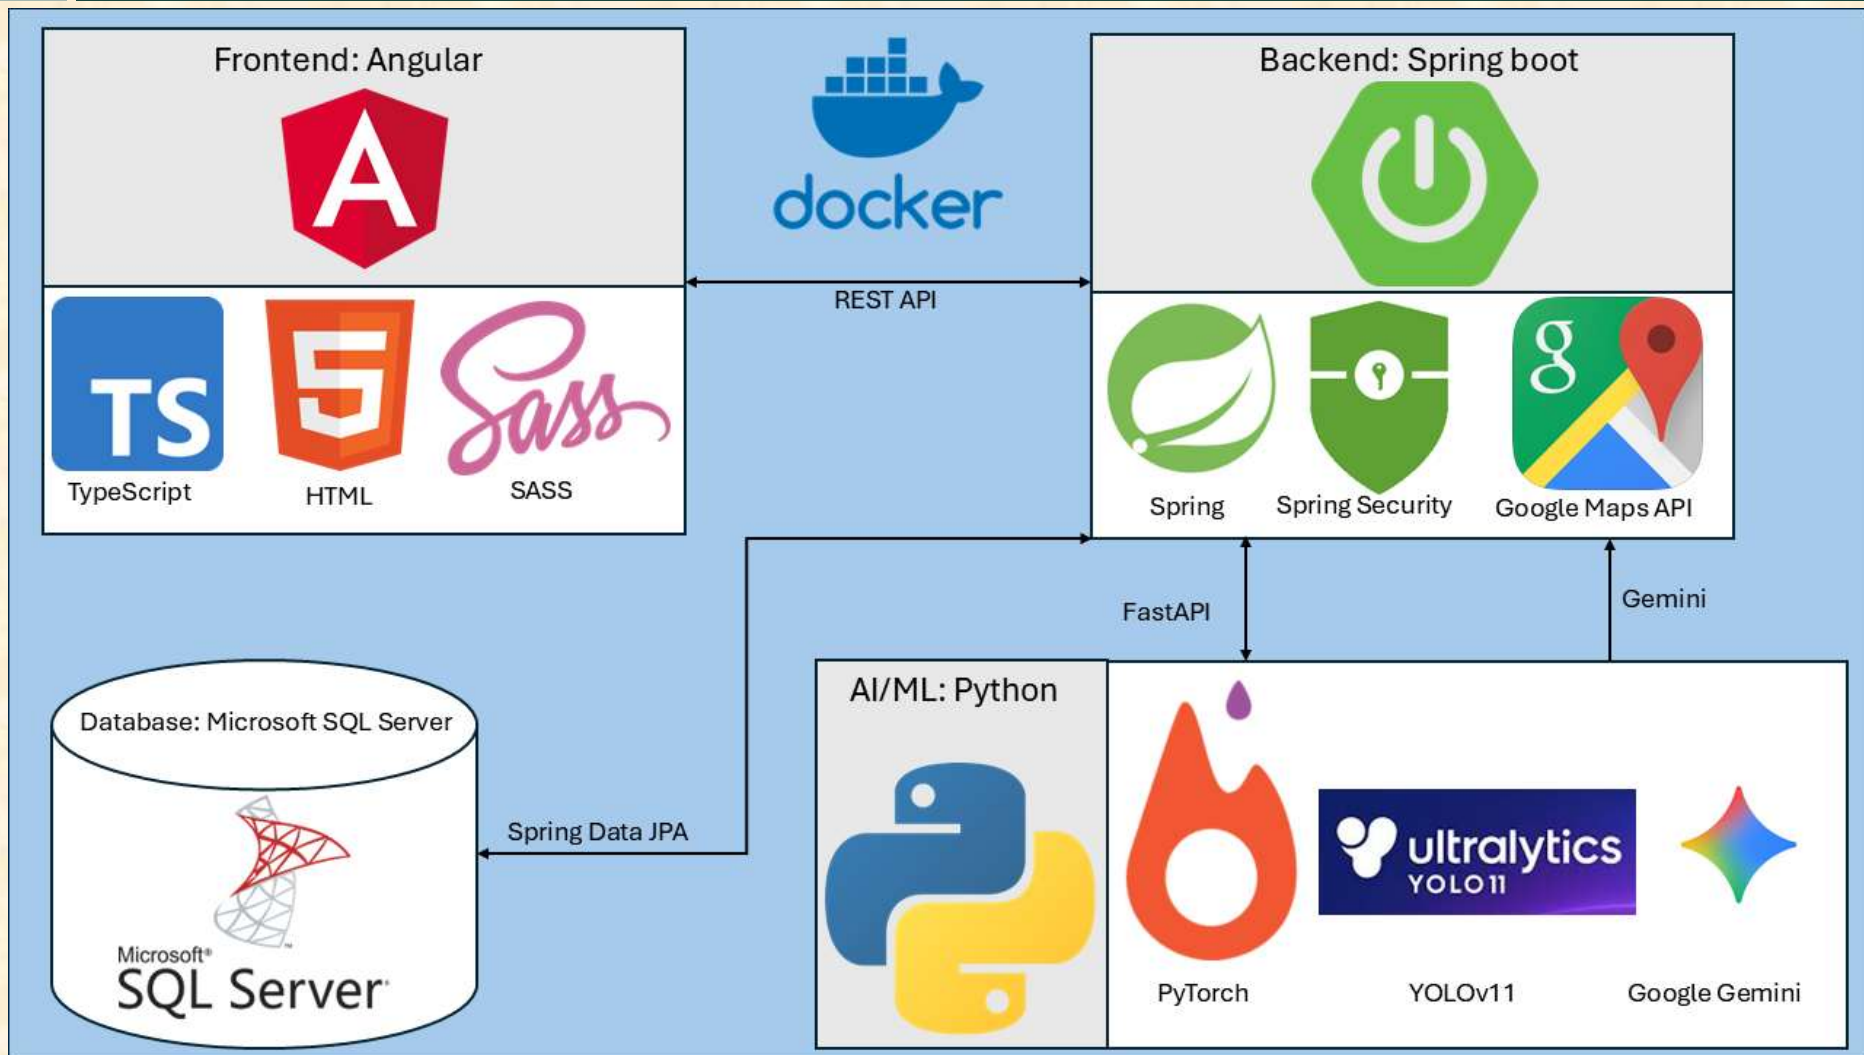 Frontend: Angular
TS
TypeScript
HTML
Sass
SASS
docker
REST API
Backend: Spring boot
Spring
Spring Security
g
Google Maps API
FastAPI
Gemini
Database: Microsoft SQL Server
Microsoft®
SQL Server
Spring Data JPA
AI/ML: Python
PyTorch
ultralytics
YOLO11
YOLOv11
Google Gemini